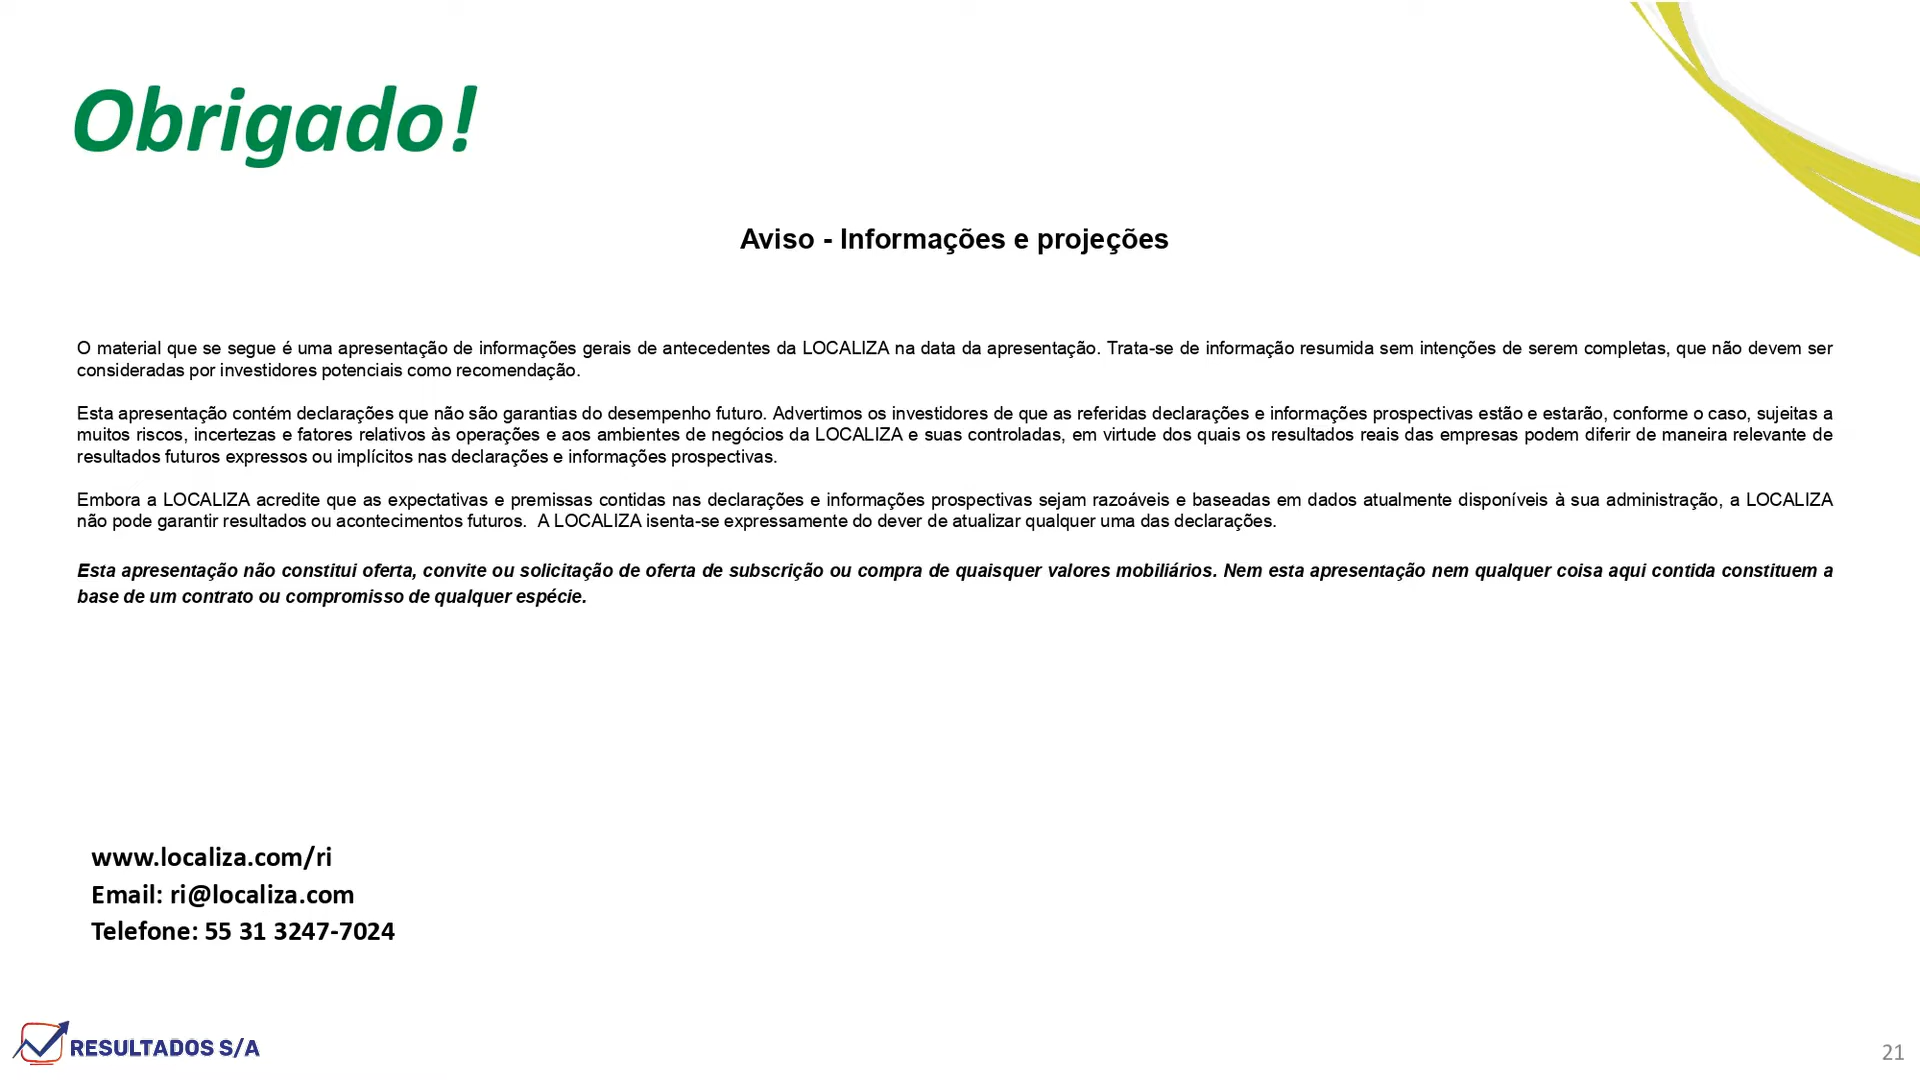 Obrigado!
Aviso - Informações e projeções
O material que se segue é uma apresentação de informações gerais de antecedentes da LOCALIZA na data da apresentação. Trata-se de informação resumida sem intenções de serem completas, que não devem ser
consideradas por investidores potenciais como recomendação.
Esta apresentação contém declarações que não são garantias do desempenho futuro. Advertimos os investidores de que as referidas declarações e informações prospectivas estão e estarão, conforme o caso, sujeitas a
muitos riscos, incertezas e fatores relativos às operações e aos ambientes de negócios da LOCALIZA e suas controladas, em virtude dos quais os resultados reais das empresas podem diferir de maneira relevante de
resultados futuros expressos ou implícitos nas declarações e informações prospectivas.
Embora a LOCALIZA acredite que as expectativas e premissas contidas nas declarações e informações prospectivas sejam razoáveis e baseadas em dados atualmente disponíveis à sua administração, a LOCALIZA
não pode garantir resultados ou acontecimentos futuros.  A LOCALIZA isenta-se expressamente do dever de atualizar qualquer uma das declarações.
Esta apresentação não constitui oferta, convite ou solicitação de oferta de subscrição ou compra de quaisquer valores mobiliários. Nem esta apresentação nem qualquer coisa aqui contida constituem a
base de um contrato ou compromisso de qualquer espécie.
www.localiza.com/ri
Email: ri@localiza.com
Telefone: 55 31 3247-7024
RESULTADOS S/A
21